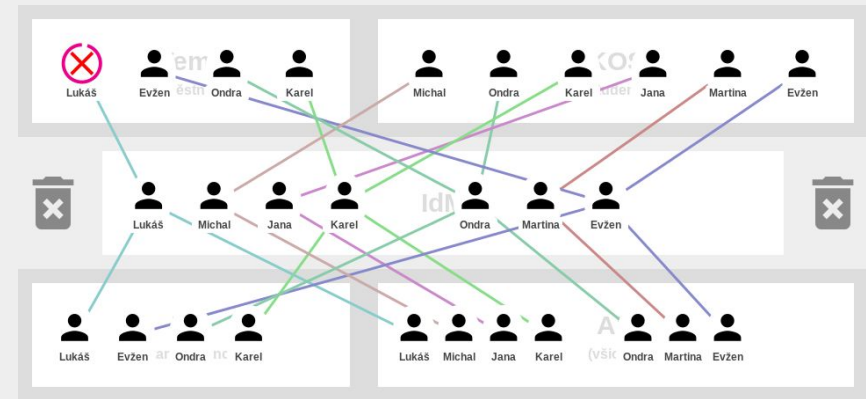 Lukáš Evžen Ondra Karel
Michal Ondra Karel Jana Martina Evžen
Lukáš Michal Jana Karel Ondra Martina Evžen
Lukáš Evžen Ondra Karel
Lukáš Michal Jana Karel Ondra Martina Evžen